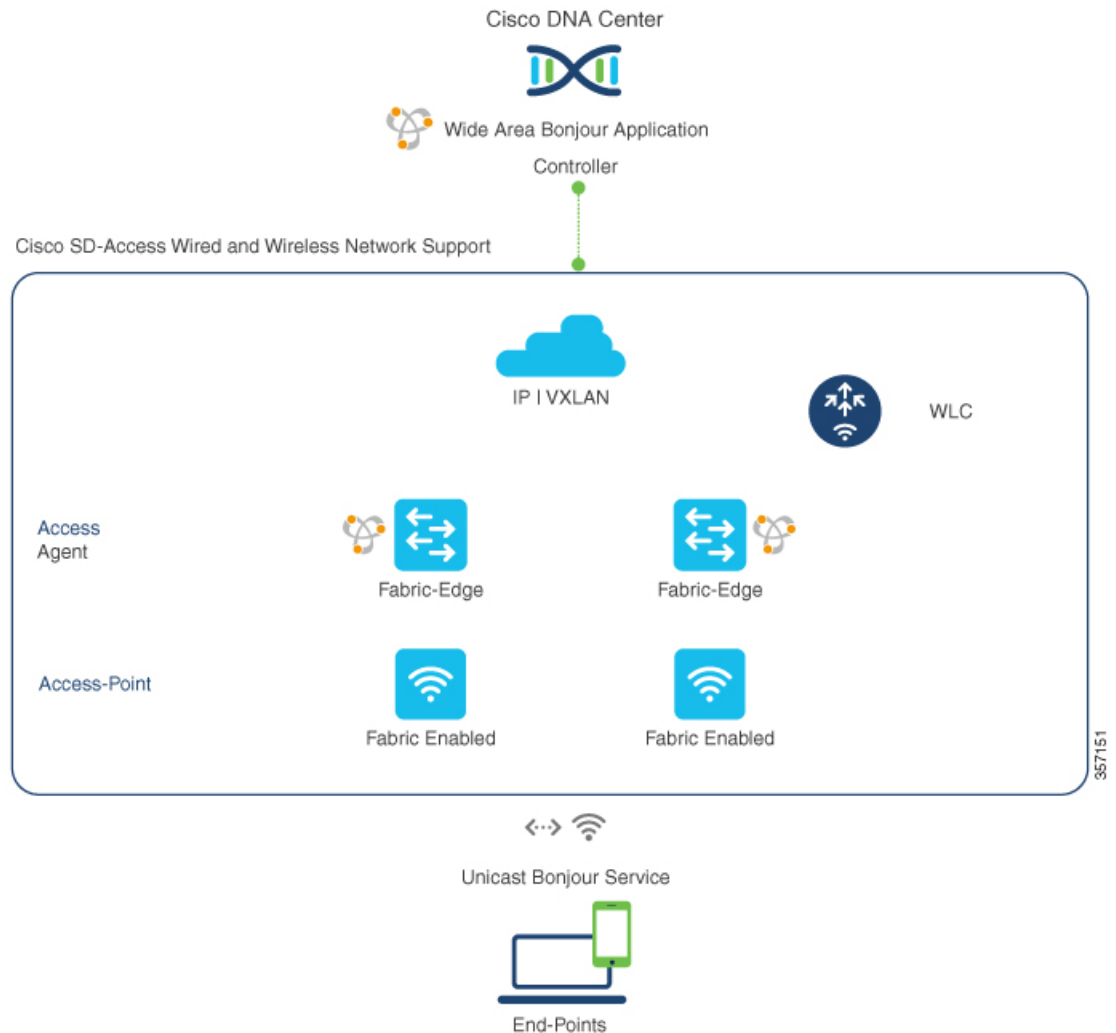 Cisco DNA Center
Wide Area Bonjour Application
Controller
Cisco SD-Access Wired and Wireless Network Support
IP | VXLAN
WLC
Access
Agent
Fabric-Edge
Fabric-Edge
Access-Point
Fabric Enabled
Fabric Enabled
357151
Unicast Bonjour Service
End-Points